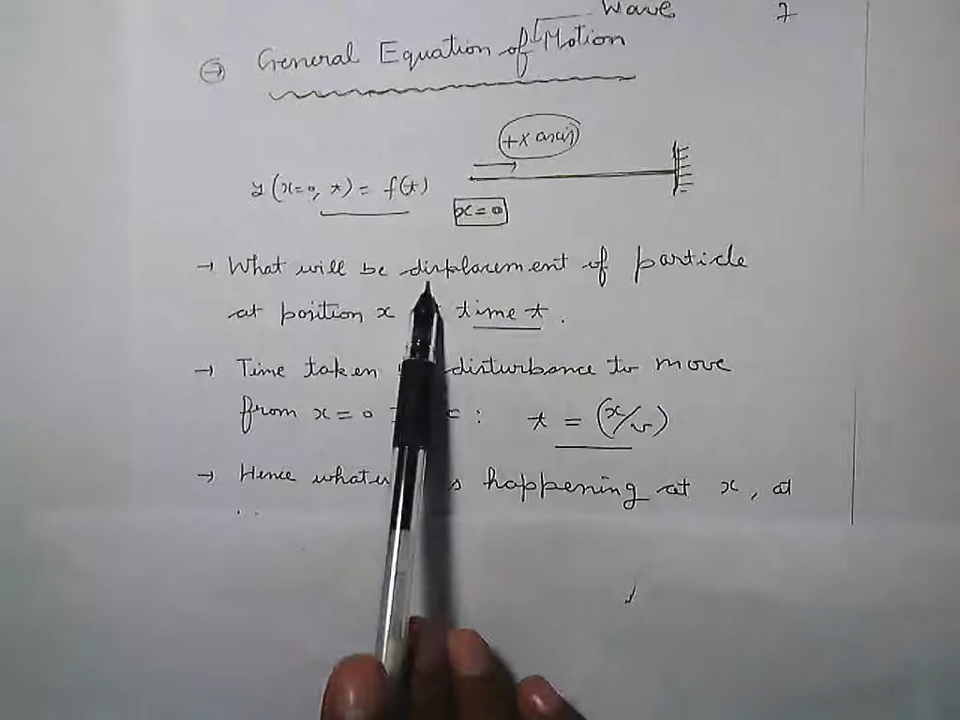 Wave 7
→ General Equation of Motion
+x axis
y(x=0, t) = f(t)
x=0
→ What will be displacement of particle
at position x time t.
→ Time taken disturbance to move
from x=0 : t = (x/v)
→ Hence happening at x, at